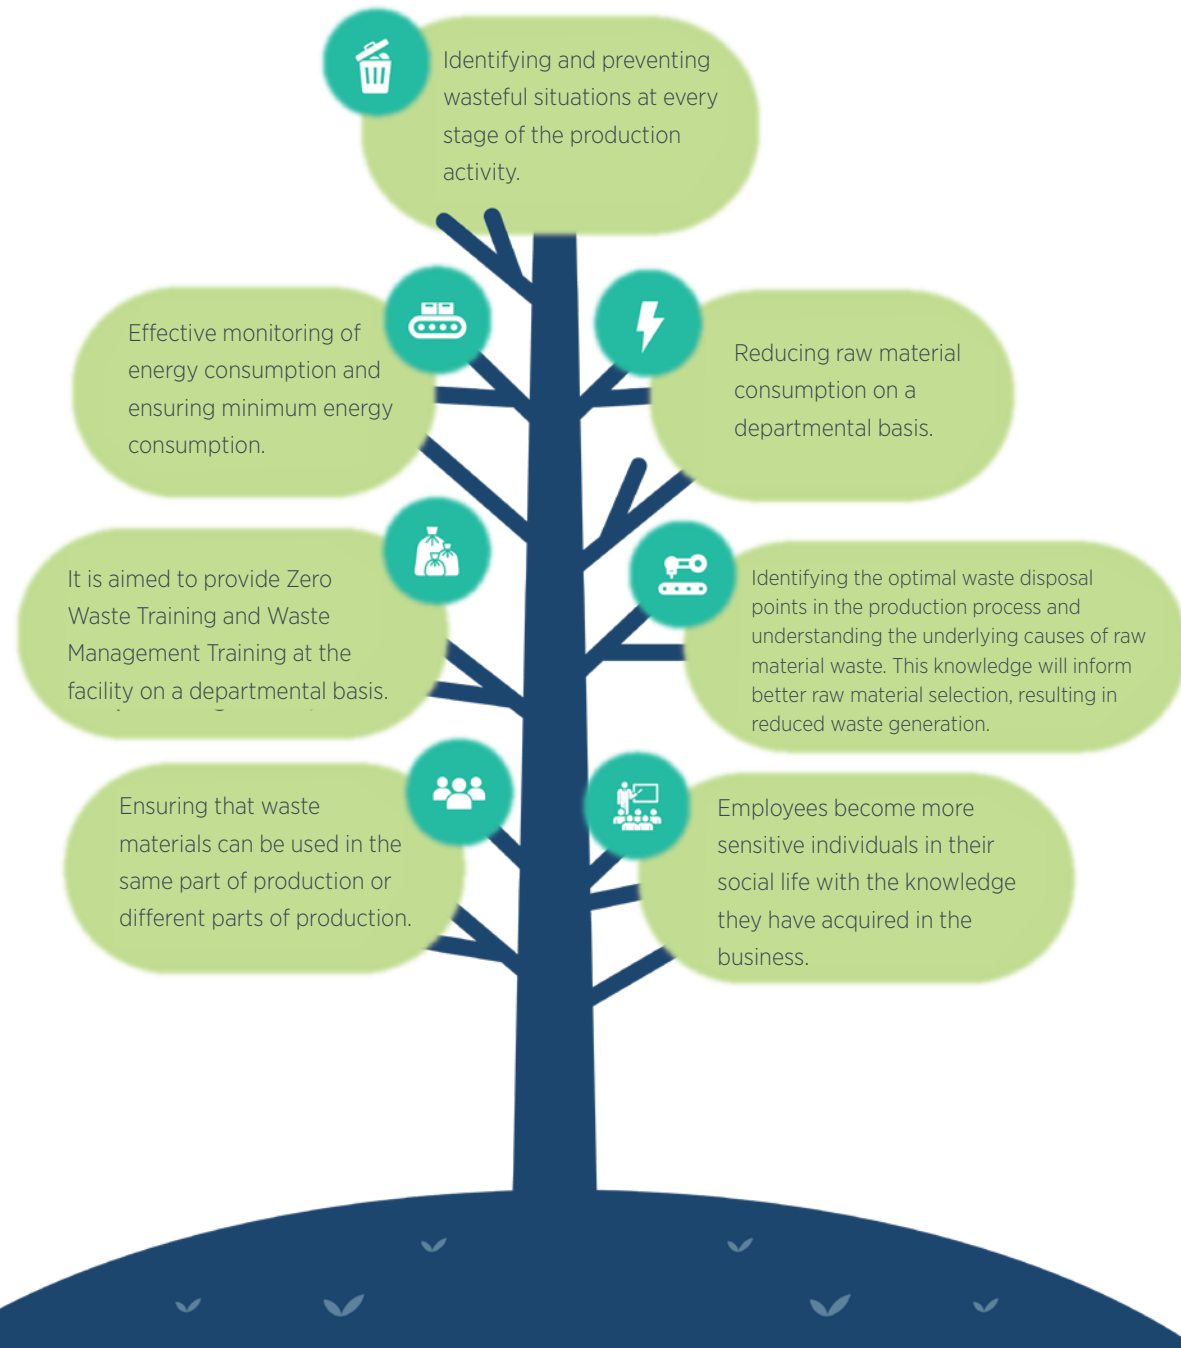 Identifying and preventing
wasteful situations at every
stage of the production
activity.
Effective monitoring of
energy consumption and
ensuring minimum energy
consumption.
Reducing raw material
consumption on a
departmental basis.
It is aimed to provide Zero
Waste Training and Waste
Management Training at the
facility on a departmental basis.
Identifying the optimal waste disposal
points in the production process and
understanding the underlying causes of raw
material waste. This knowledge will inform
better raw material selection, resulting in
reduced waste generation.
Ensuring that waste
materials can be used in the
same part of production or
different parts of production.
Employees become more
sensitive individuals in their
social life with the knowledge
they have acquired in the
business.